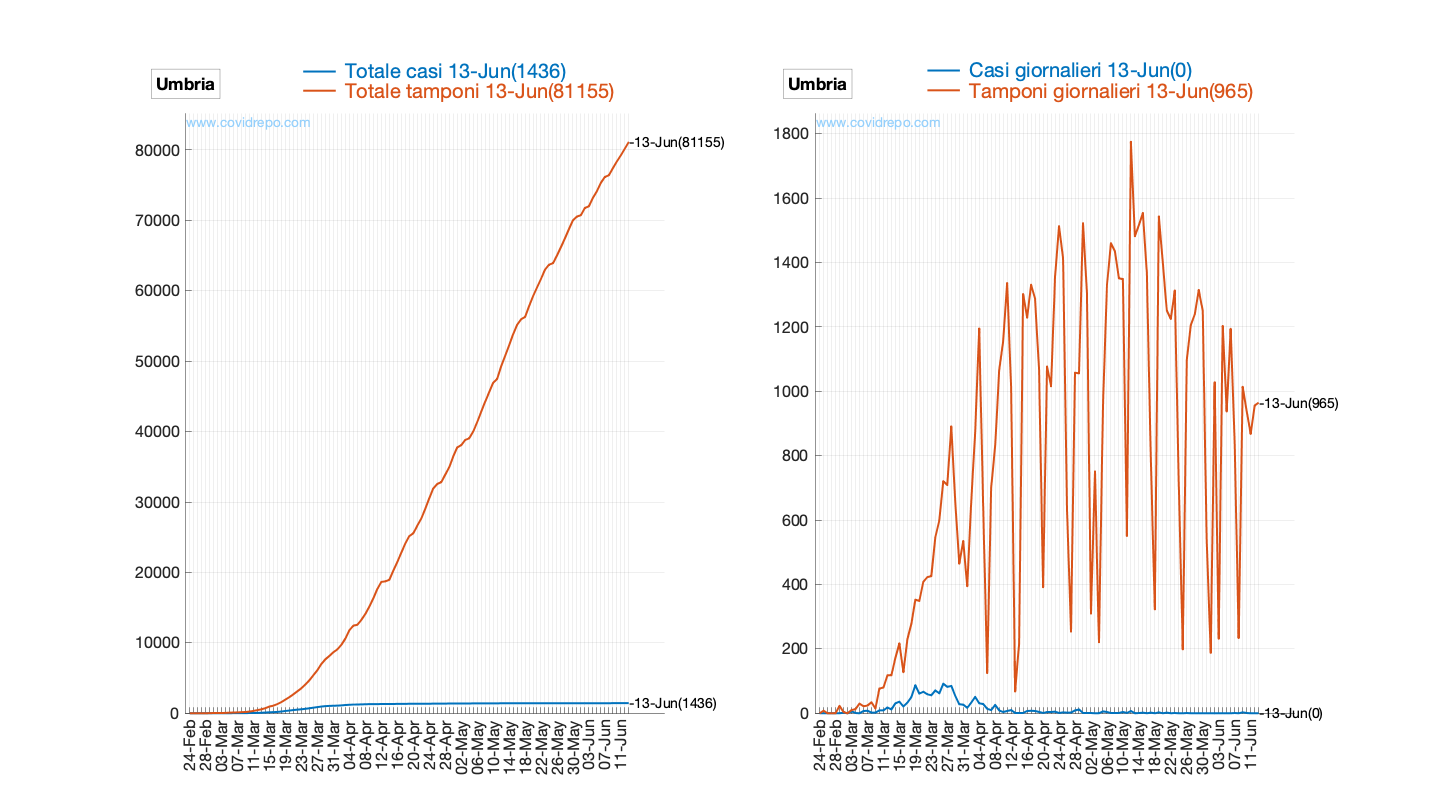 Umbria
Totale casi 13-Jun(1436)
Totale tamponi 13-Jun(81155)
www.covidrepo.com
80000
70000
60000
50000
40000
30000
20000
10000
0
-13-Jun(81155)
-13-Jun(1436)
24-Feb
28-Feb
03-Mar
07-Mar
11-Mar
15-Mar
19-Mar
23-Mar
27-Mar
31-Mar
04-Apr
08-Apr
12-Apr
16-Apr
20-Apr
24-Apr
28-Apr
02-May
06-May
10-May
14-May
18-May
22-May
26-May
30-May
03-Jun
07-Jun
11-Jun
Umbria
Casi giornalieri 13-Jun(0)
Tamponi giornalieri 13-Jun(965)
www.covidrepo.com
1800
1600
1400
1200
1000
800
600
400
200
0
-13-Jun(965)
-13-Jun(0)
24-Feb
28-Feb
03-Mar
07-Mar
11-Mar
15-Mar
19-Mar
23-Mar
27-Mar
31-Mar
04-Apr
08-Apr
12-Apr
16-Apr
20-Apr
24-Apr
28-Apr
02-May
06-May
10-May
14-May
18-May
22-May
26-May
30-May
03-Jun
07-Jun
11-Jun